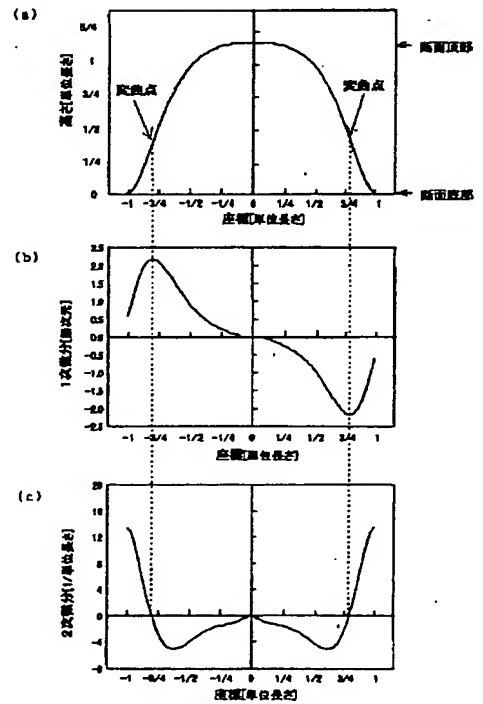 (a)
5/4
1
3/4
1/2
1/4
0
高さ[単位長さ]
変曲点
変曲点
断面頂部
断面底部
-1 -3/4 -1/2 -1/4 0 1/4 1/2 3/4 1
座標[単位長さ]
(b)
2.5
2.0
1.5
1.0
0.5
0.0
-0.5
-1.0
-1.5
-2.0
-2.5
1次微分[無次元]
-1 -3/4 -1/2 -1/4 0 1/4 1/2 3/4 1
座標[単位長さ]
(c)
20
16
12
8
4
0
-4
-8
2次微分[1/単位長さ]
-1 -3/4 -1/2 -1/4 0 1/4 1/2 3/4 1
座標[単位長さ]